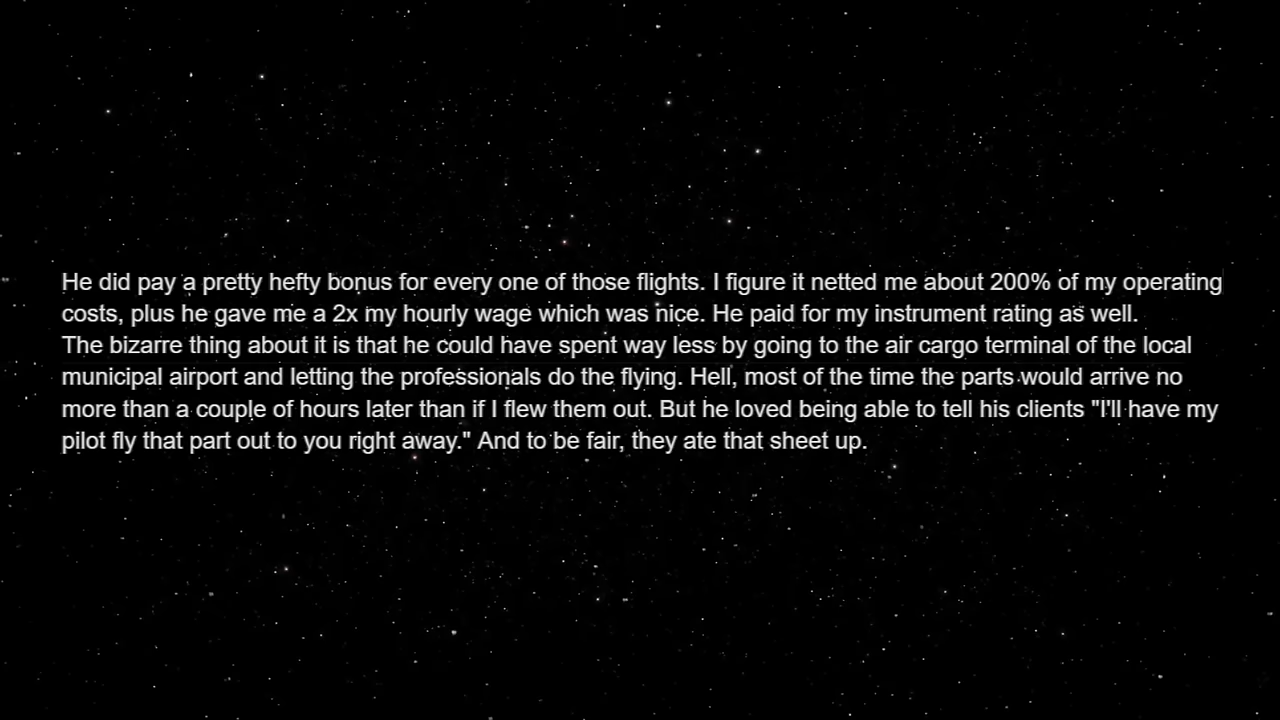 He did pay a pretty hefty bonus for every one of those flights. I figure it netted me about 200% of my operating
costs, plus he gave me a 2x my hourly wage which was nice. He paid for my instrument rating as well.
The bizarre thing about it is that he could have spent way less by going to the air cargo terminal of the local
municipal airport and letting the professionals do the flying. Hell, most of the time the parts would arrive no
more than a couple of hours later than if I flew them out. But he loved being able to tell his clients "I'll have my
pilot fly that part out to you right away." And to be fair, they ate that sheet up.